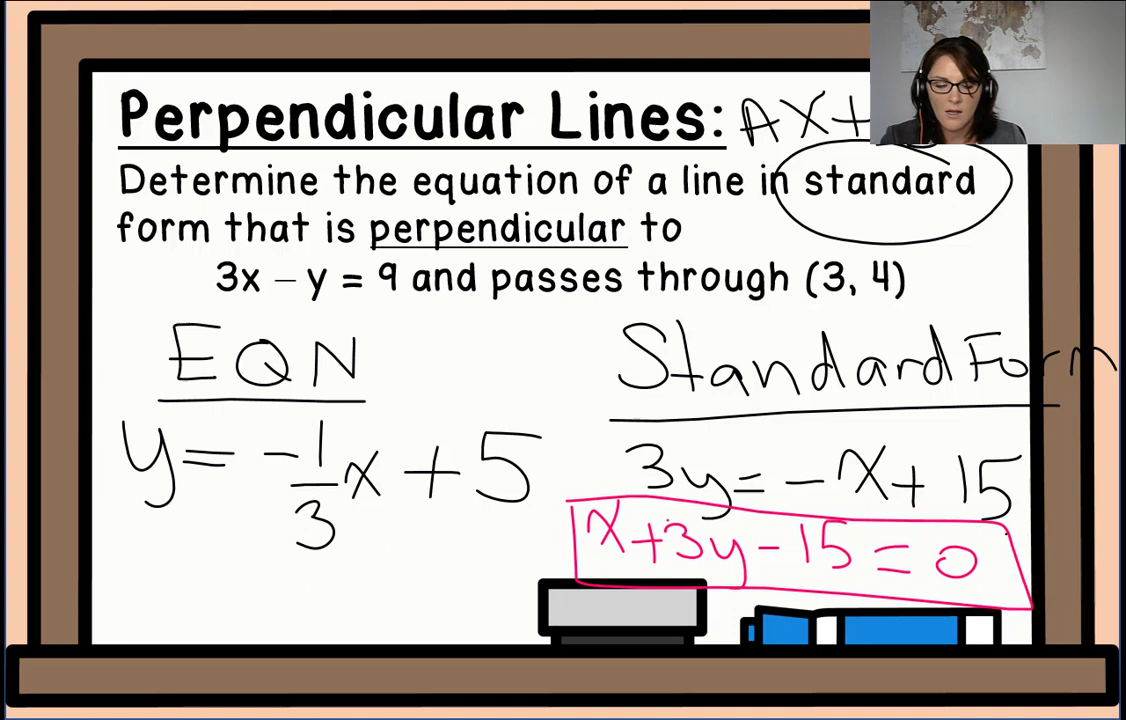 Perpendicular Lines: AX+
Determine the equation of a line in standard
form that is perpendicular to
3x – y = 9 and passes through (3, 4)
EQN
y = -1/3 x + 5
Standard Form
3y = -x + 15
x + 3y - 15 = 0